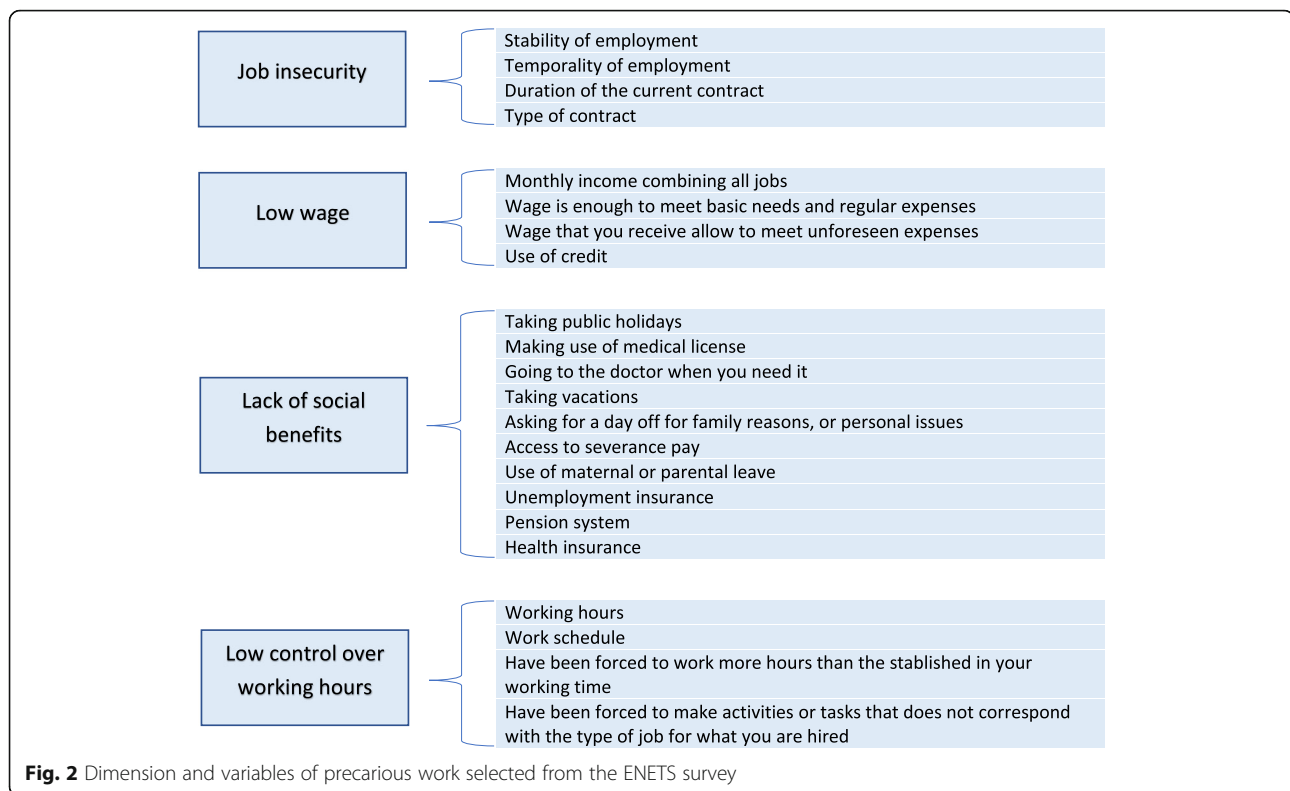 Job insecurity
Stability of employment
Temporality of employment
Duration of the current contract
Type of contract
Low wage
Monthly income combining all jobs
Wage is enough to meet basic needs and regular expenses
Wage that you receive allow to meet unforeseen expenses
Use of credit
Lack of social
benefits
Taking public holidays
Making use of medical license
Going to the doctor when you need it
Taking vacations
Asking for a day off for family reasons, or personal issues
Access to severance pay
Use of maternal or parental leave
Unemployment insurance
Pension system
Health insurance
Low control over
working hours
Working hours
Work schedule
Have been forced to work more hours than the stablished in your
working time
Have been forced to make activities or tasks that does not correspond
with the type of job for what you are hired
Fig. 2 Dimension and variables of precarious work selected from the ENETS survey